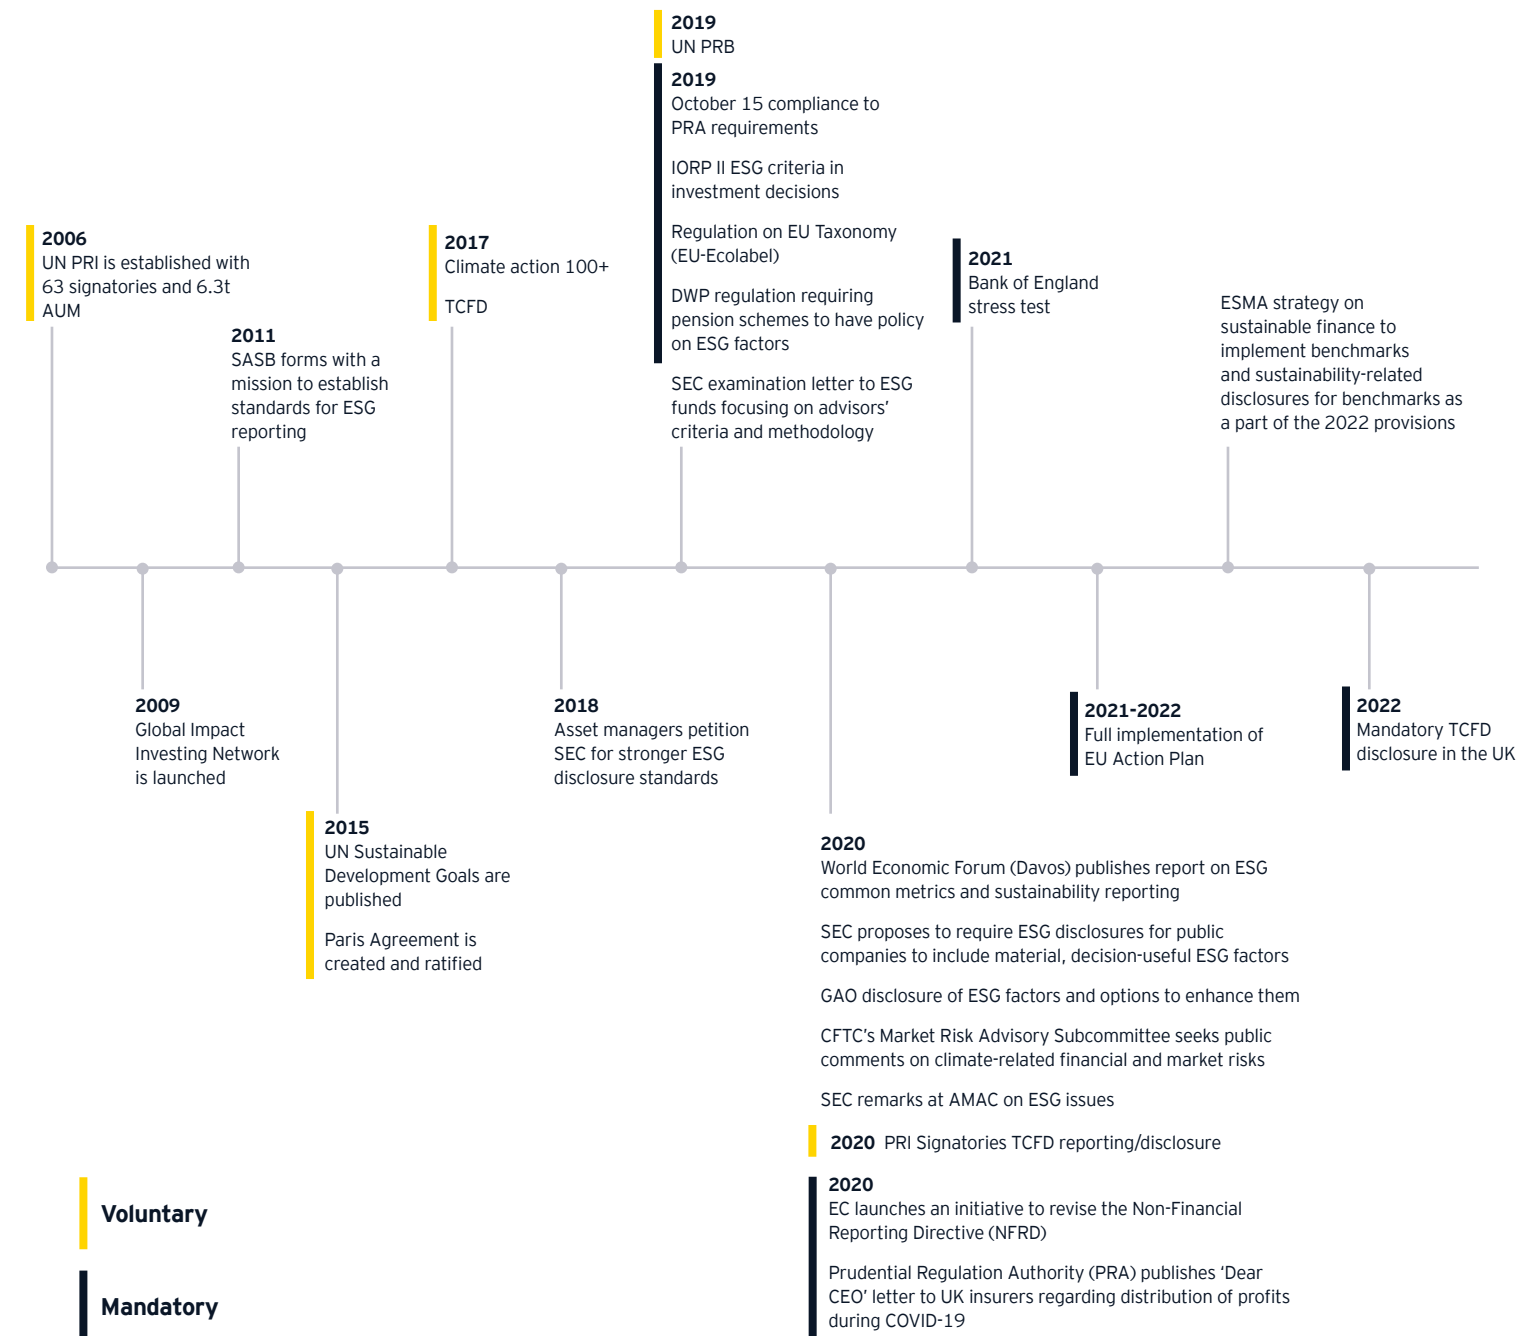 2019
UN PRB
2019
October 15 compliance to
PRA requirements
IORP II ESG criteria in
investment decisions
Regulation on EU Taxonomy
(EU-Ecolabel)
DWP regulation requiring
pension schemes to have policy
on ESG factors
SEC examination letter to ESG
funds focusing on advisors’
criteria and methodology
2006
UN PRI is established with
63 signatories and 6.3t
AUM
2011
SASB forms with a
mission to establish
standards for ESG
reporting
2017
Climate action 100+
TCFD
2021
Bank of England
stress test
ESMA strategy on
sustainable finance to
implement benchmarks
and sustainability-related
disclosures for benchmarks as
a part of the 2022 provisions
2009
Global Impact
Investing Network
is launched
2015
UN Sustainable
Development Goals are
published
Paris Agreement is
created and ratified
2018
Asset managers petition
SEC for stronger ESG
disclosure standards
2020
World Economic Forum (Davos) publishes report on ESG
common metrics and sustainability reporting
SEC proposes to require ESG disclosures for public
companies to include material, decision-useful ESG factors
GAO disclosure of ESG factors and options to enhance them
CFTC’s Market Risk Advisory Subcommittee seeks public
comments on climate-related financial and market risks
SEC remarks at AMAC on ESG issues
2020 PRI Signatories TCFD reporting/disclosure
2020
EC launches an initiative to revise the Non-Financial
Reporting Directive (NFRD)
Prudential Regulation Authority (PRA) publishes ‘Dear
CEO’ letter to UK insurers regarding distribution of profits
during COVID-19
2021-2022
Full implementation of
EU Action Plan
2022
Mandatory TCFD
disclosure in the UK
Voluntary
Mandatory